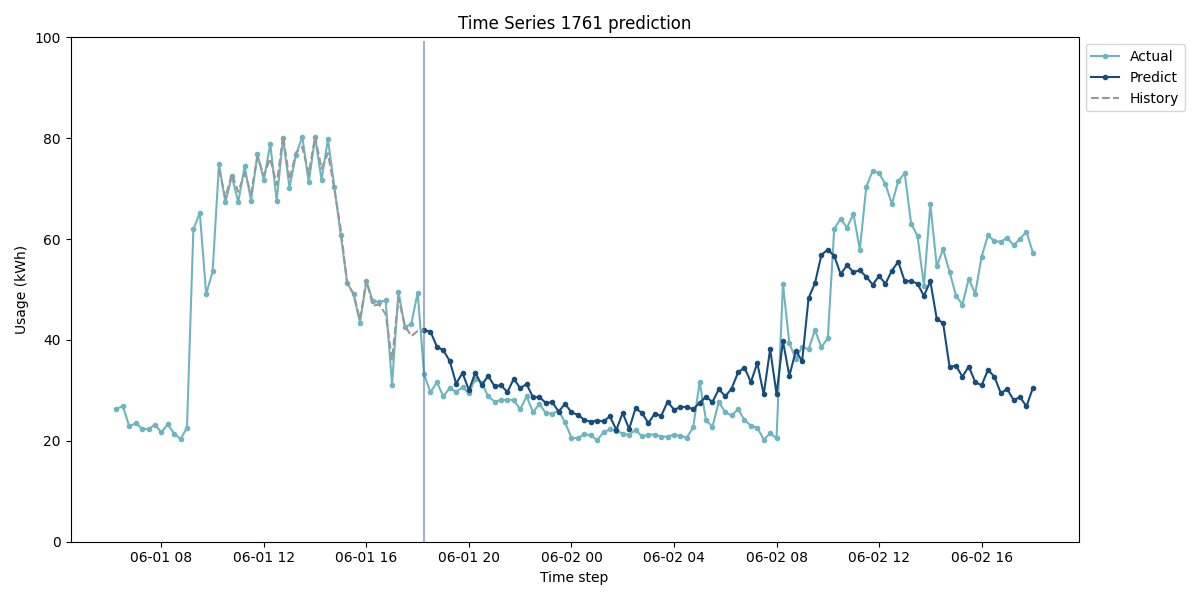 Time Series 1761 prediction
Usage (kWh)
100
80
60
40
20
0
06-01 08
06-01 12
06-01 16
06-01 20
06-02 00
06-02 04
06-02 08
06-02 12
06-02 16
Time step
Actual
Predict
History